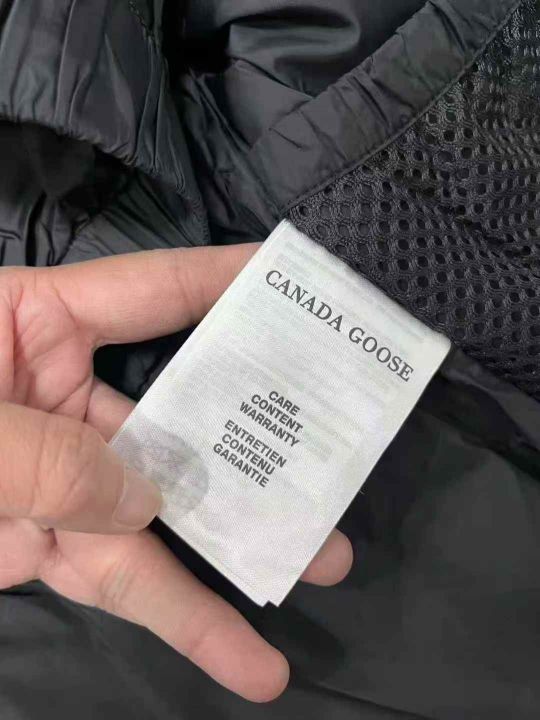 CANADA GOOSE
CARE
CONTENT
WARRANTY
ENTRETIEN
CONTENU
GARANTIE